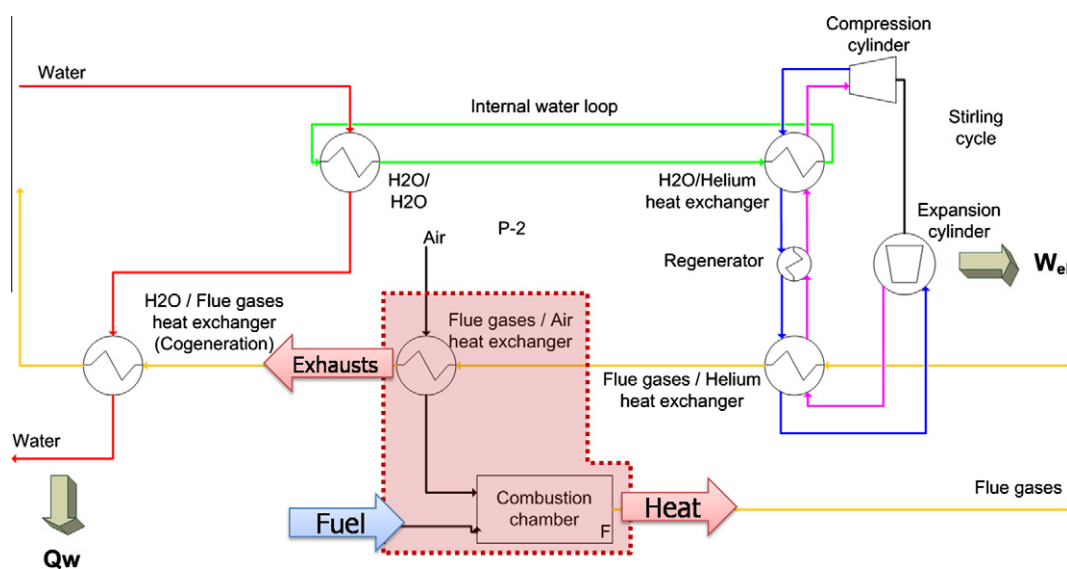 Compression
cylinder
Water
Internal water loop
Stirling
cycle
H2O/
H2O
H2O/Helium
heat exchanger
Expansion
cylinder
P-2
Air
Regenerator
Wel
H2O / Flue gases
heat exchanger
(Cogeneration)
Flue gases / Air
heat exchanger
Exhausts
Flue gases / Helium
heat exchanger
Water
Combustion
chamber
F
Heat
Flue gases
Fuel
Qw